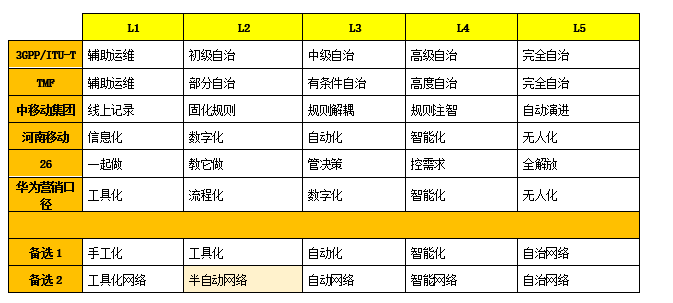 L1 L2 L3 L4 L5
3GPP/ITU-T 辅助运维 初级自治 中级自治 高级自治 完全自治
TMF 辅助运维 部分自治 有条件自治 高度自治 完全自治
中移动集团 线上记录 固化规则 规则解耦 规则注智 自动演进
河南移动 信息化 数字化 自动化 智能化 无人化
26 一起做 教它做 管决策 控需求 全解放
华为营销口
径 工具化 流程化 数字化 智能化 无人化
备选1 手工化 工具化 自动化 智能化 自治网络
备选2 工具化网络 半自动网络 自动网络 智能网络 自治网络